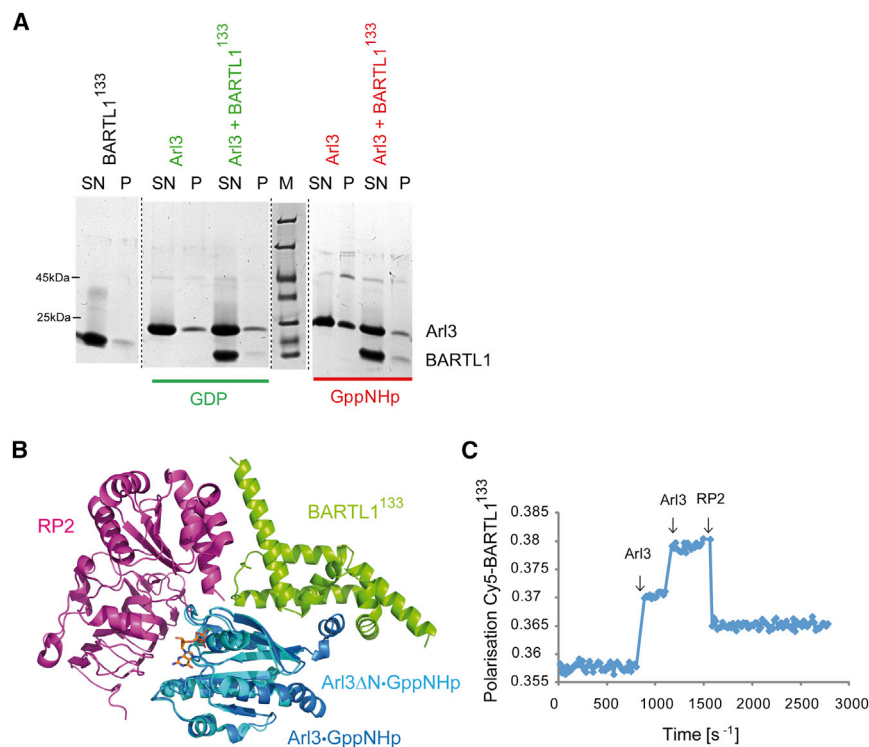 A
BARTL1133
Arl3
Arl3 + BARTL1133
Arl3
Arl3 + BARTL1133
SN P SN P SN P M SN P SN P
45kDa
25kDa
Arl3
BARTL1
GDP
GppNHp
B
RP2
BARTL1133
Arl3ΔN•GppNHp
Arl3•GppNHp
C
Polarisation Cy5-BARTL1133
0.385
0.38
0.375
0.37
0.365
0.36
0.355
Arl3
Arl3 RP2
0 500 1000 1500 2000 2500 3000
Time [s-1]